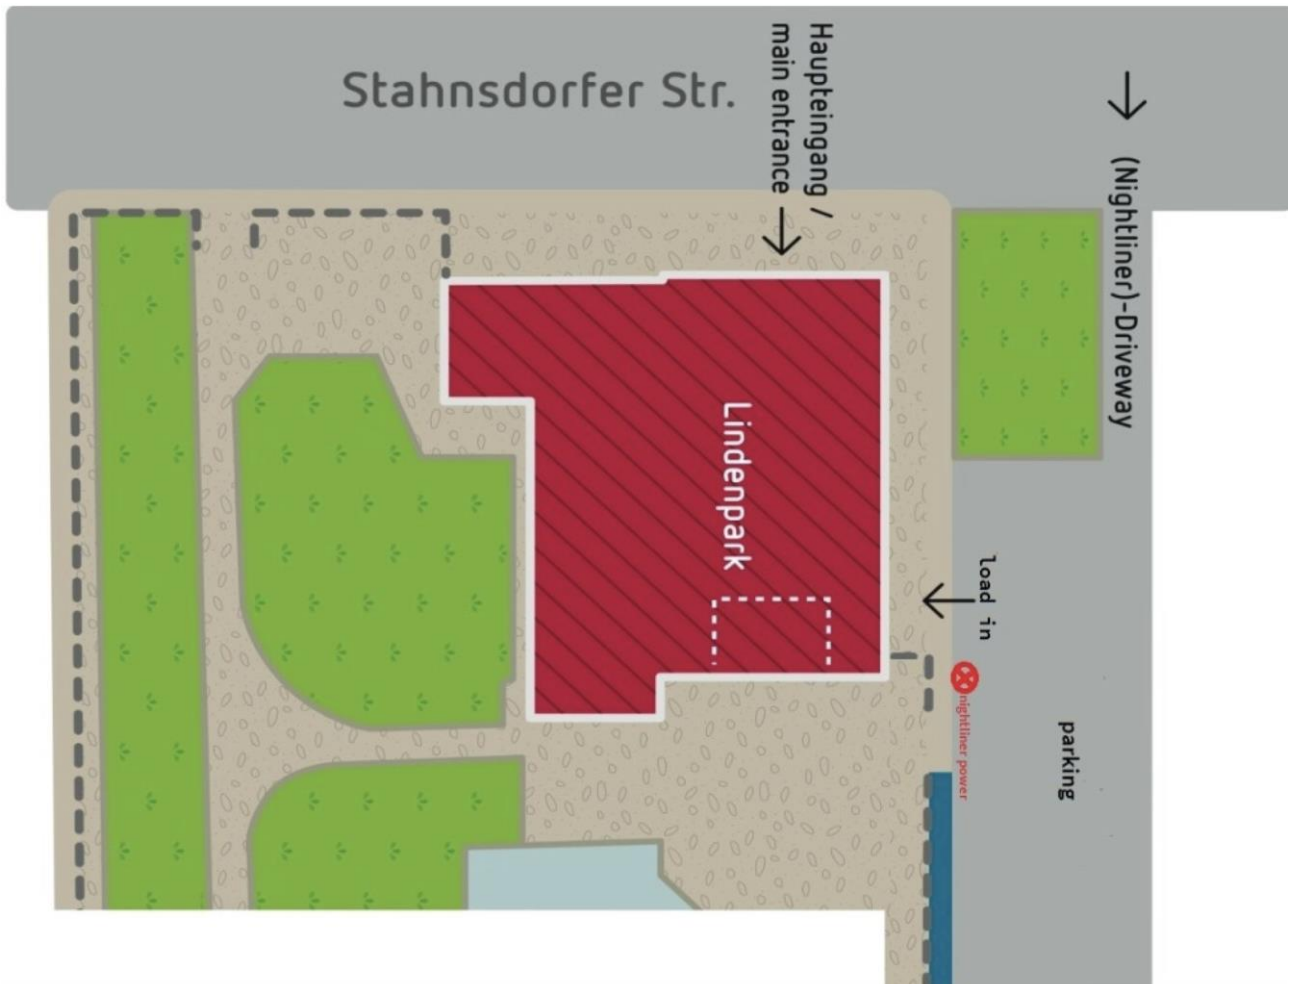 Stahnsdorfer Str.
Haupteingang /
main entrance
(Nightliner)-Driveway
Lindenpark
load in
nightliner power
parking